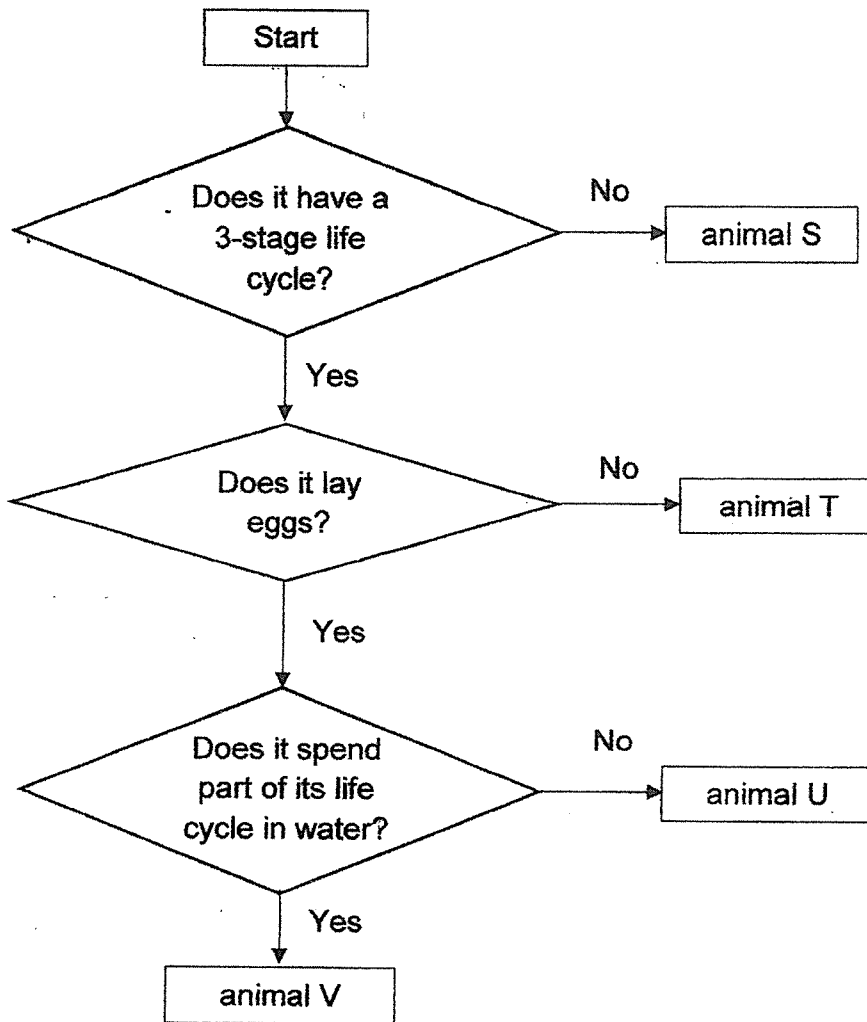 Start
Does it have a
3-stage life
cycle?
No
animal S
Yes
Does it lay
eggs?
No
animal T
Yes
Does it spend
part of its life
cycle in water?
No
animal U
Yes
animal V